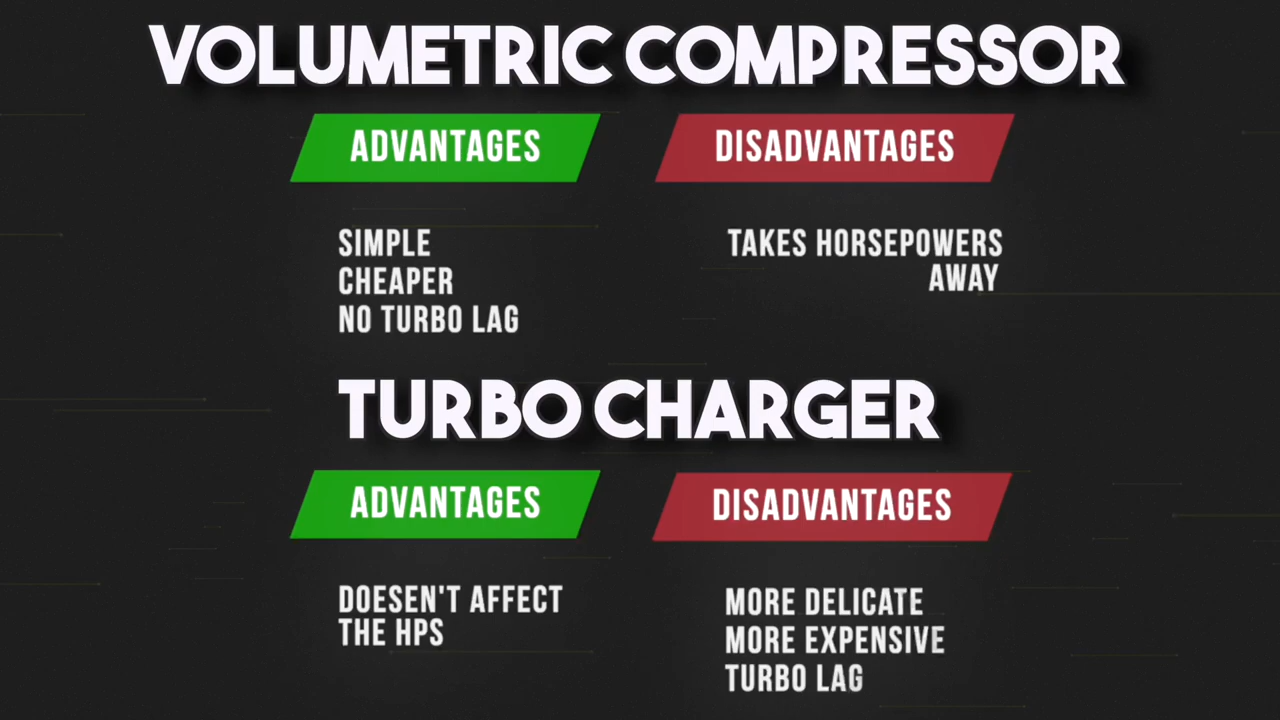 VOLUMETRIC COMPRESSOR
ADVANTAGES
DISADVANTAGES
SIMPLE
CHEAPER
NO TURBO LAG
TAKES HORSEPOWERS
AWAY
TURBO CHARGER
ADVANTAGES
DISADVANTAGES
DOESEN'T AFFECT
THE HPS
MORE DELICATE
MORE EXPENSIVE
TURBO LAG